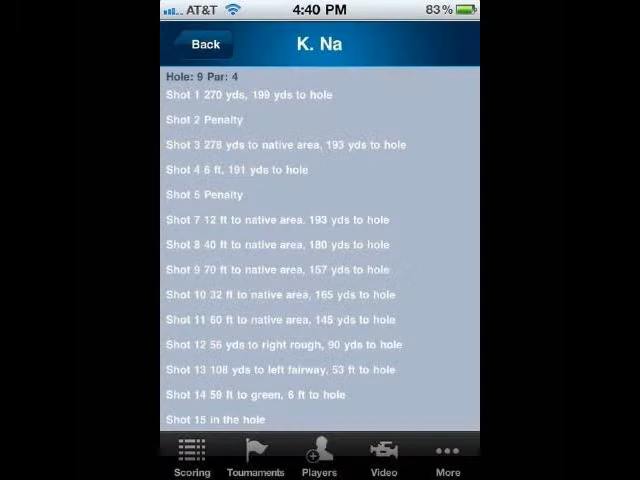 AT&T 4:40 PM 83%
Back K. Na
Hole: 9 Par: 4
Shot 1 270 yds, 199 yds to hole
Shot 2 Penalty
Shot 3 278 yds to native area, 193 yds to hole
Shot 4 6 ft, 191 yds to hole
Shot 5 Penalty
Shot 7 12 ft to native area, 193 yds to hole
Shot 8 40 ft to native area, 180 yds to hole
Shot 9 70 ft to native area, 157 yds to hole
Shot 10 32 ft to native area, 165 yds to hole
Shot 11 60 ft to native area, 145 yds to hole
Shot 12 56 yds to right rough, 90 yds to hole
Shot 13 108 yds to left fairway, 53 ft to hole
Shot 14 59 ft to green, 6 ft to hole
Shot 15 in the hole
Scoring Tournaments Players Video More